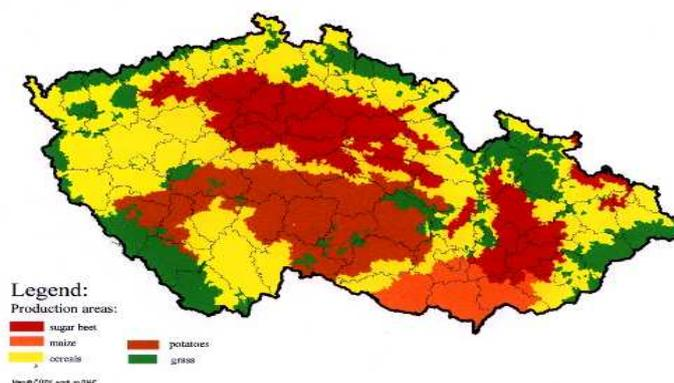 Legend:
Production areas:
sugar beet
maize
cereals
potatoes
grass